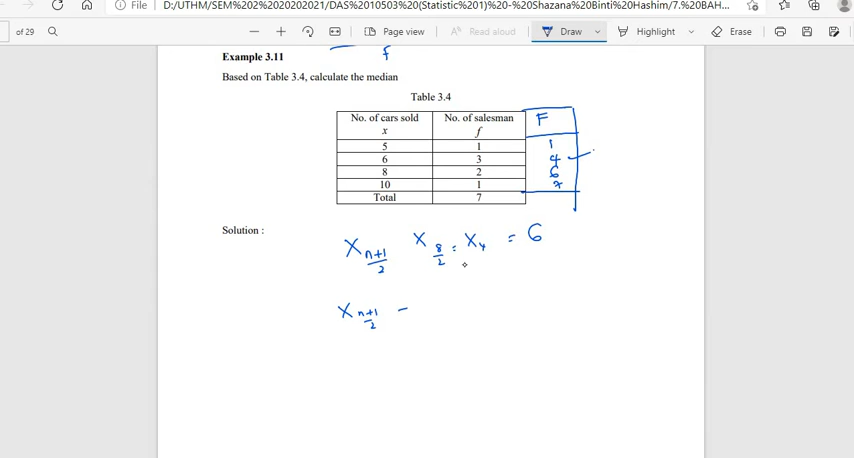 File D:/UTHM/SEM%202%2020202021/DAS%2010503%20(Statistic%201)%20-%20Shazana%20Binti%20Hashim/7.%20BAH...
of 29 Page view Read aloud Draw Highlight Erase
f
Example 3.11
Based on Table 3.4, calculate the median
Table 3.4
No. of cars sold No. of salesman F
x f
5 1 1
6 3 4
8 2 6
10 1 7
Total 7
Solution :
X n+1/2 X 8/2 = X4 = 6
X n+1/2 =